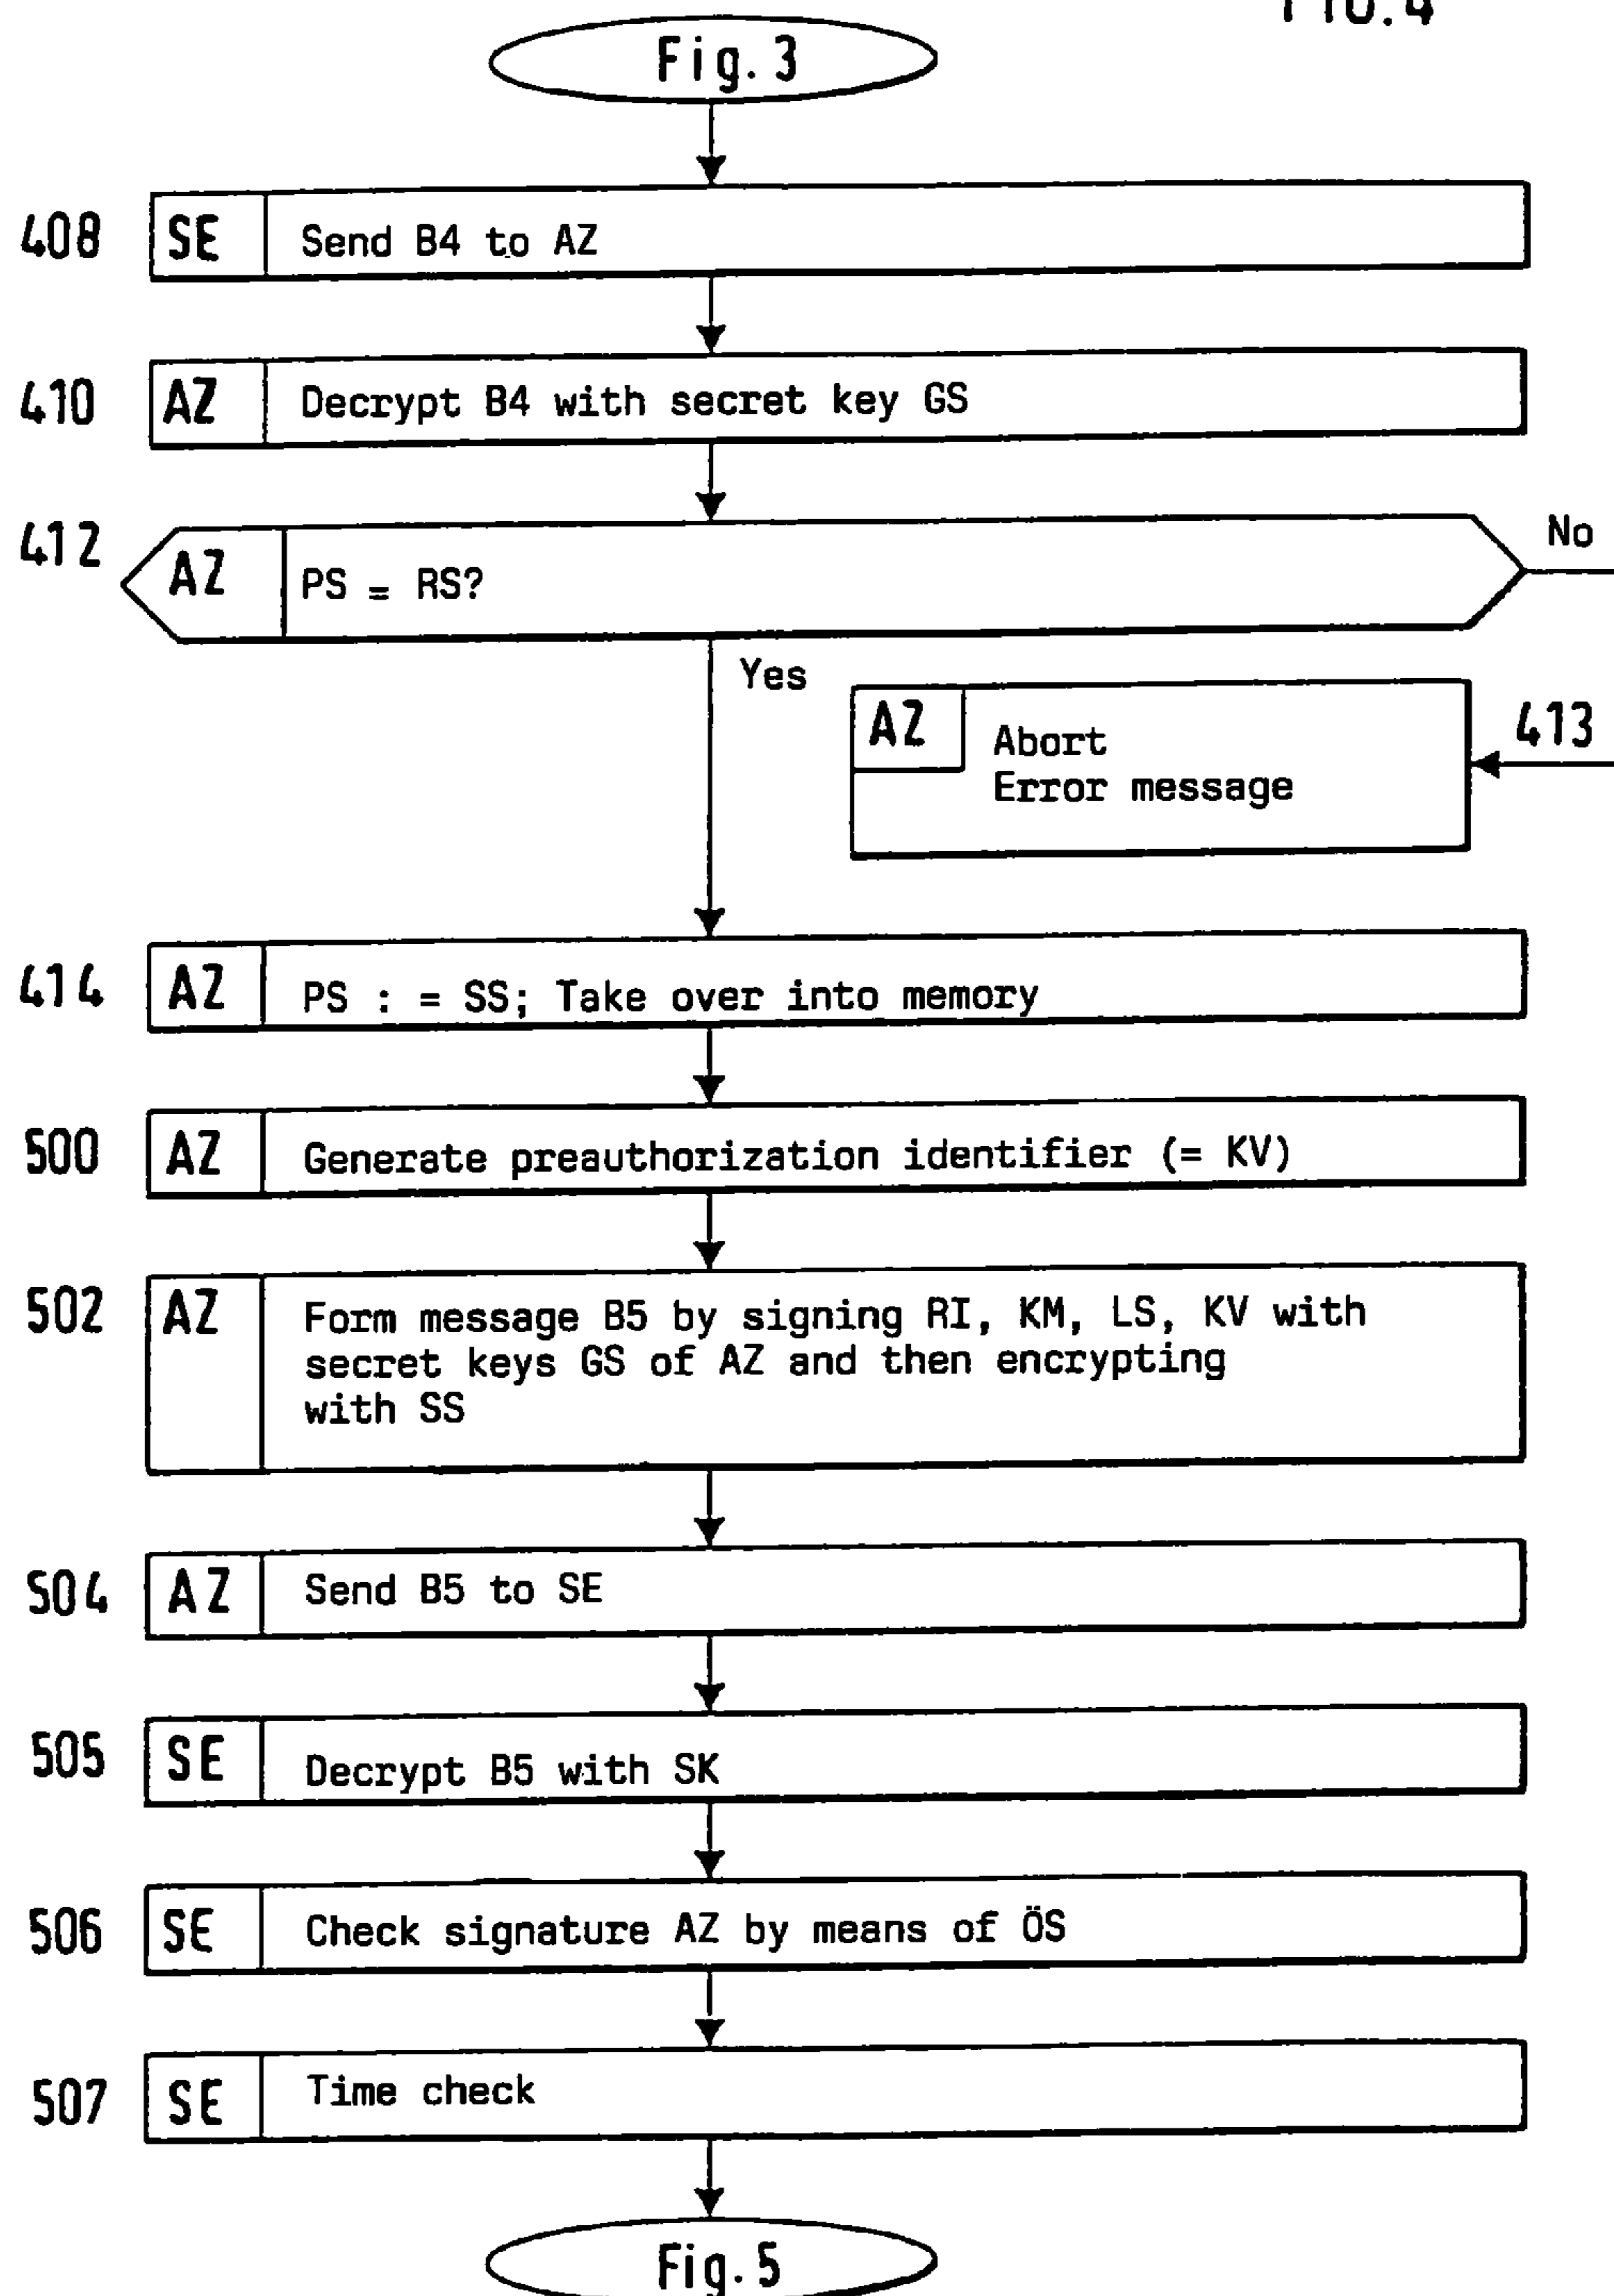 FIG. 4
Fig. 3
408 SE Send B4 to AZ
410 AZ Decrypt B4 with secret key GS
412 AZ PS = RS?
No
Yes
413
AZ Abort
Error message
414 AZ PS : = SS; Take over into memory
500 AZ Generate preauthorization identifier (= KV)
502 AZ Form message B5 by signing RI, KM, LS, KV with
secret keys GS of AZ and then encrypting
with SS
504 AZ Send B5 to SE
505 SE Decrypt B5 with SK
506 SE Check signature AZ by means of ÖS
507 SE Time check
Fig. 5